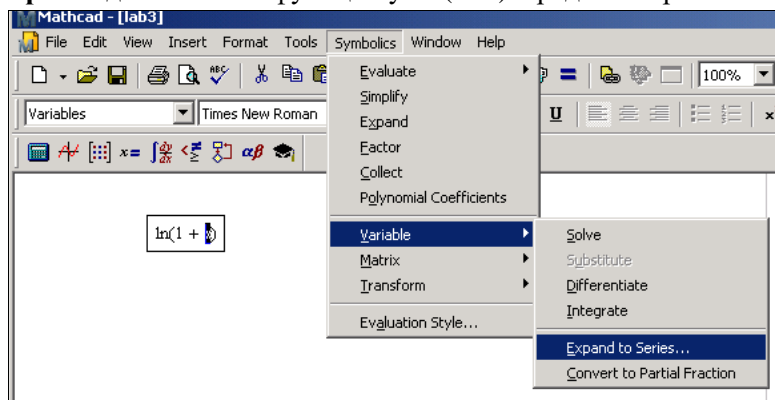 Mathcad - [lab3]
File Edit View Insert Format Tools Symbolics Window Help
100%
Variables Times New Roman U
x=
αβ
Evaluate
Simplify
Expand
Factor
Collect
Polynomial Coefficients
Variable
Matrix
Transform
Evaluation Style...
Solve
Substitute
Differentiate
Integrate
Expand to Series...
Convert to Partial Fraction
ln(1 + x)